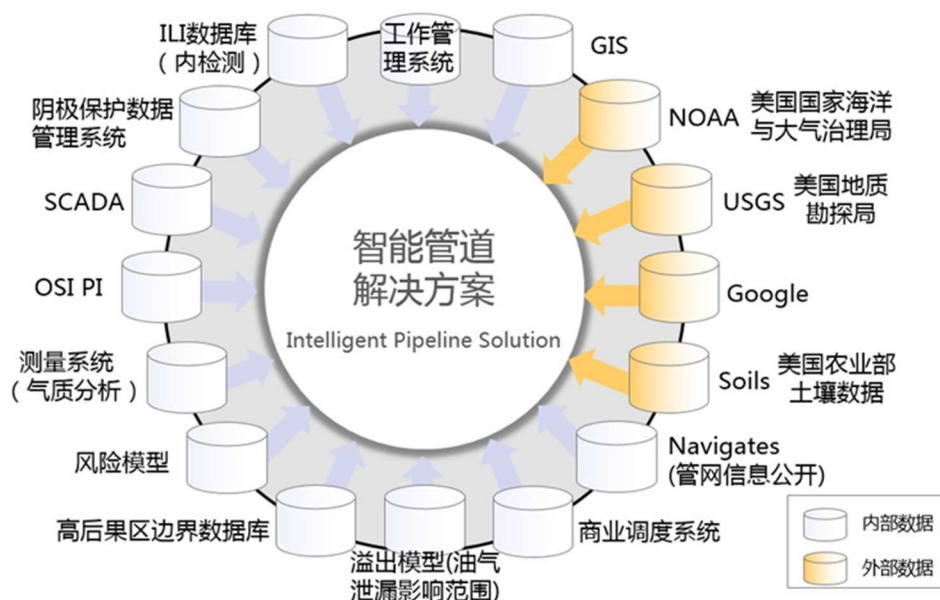 ILI数据库
（内检测）
工作管
理系统
GIS
阴极保护数据
管理系统
NOAA
美国国家海洋
与大气治理局
SCADA
USGS
美国地质
勘探局
智能管道
解决方案
Intelligent Pipeline Solution
OSI PI
Google
测量系统
（气质分析）
Soils
美国农业部
土壤数据
风险模型
Navigates
(管网信息公开)
高后果区边界数据库
溢出模型(油气
泄漏影响范围)
商业调度系统
内部数据
外部数据